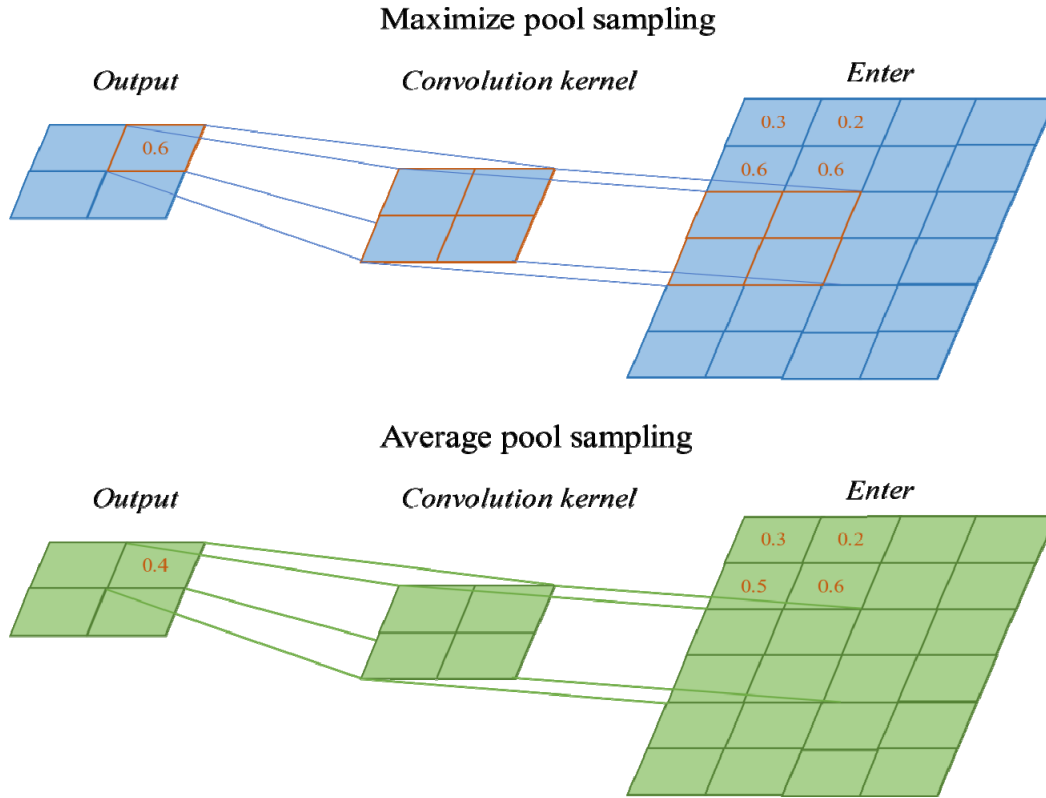 Maximize pool sampling
Output
Convolution kernel
Enter
0.3 0.2
0.6
0.6 0.6
Average pool sampling
Output
Convolution kernel
Enter
0.3 0.2
0.4
0.5 0.6